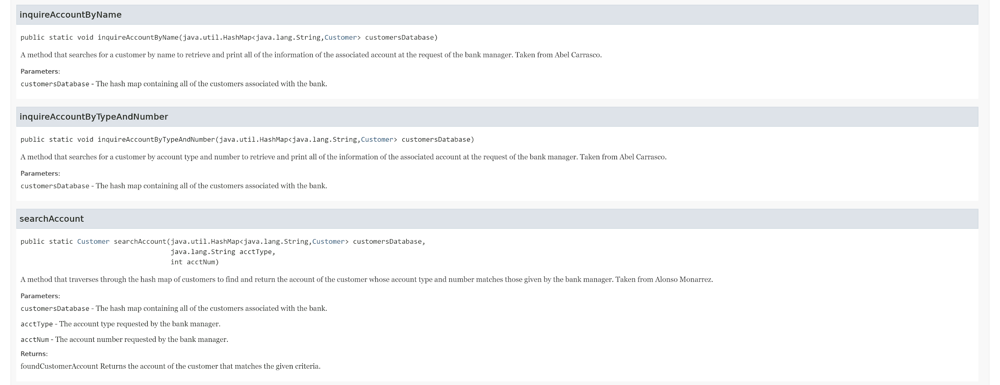 inquireAccountByName
public static void inquireAccountByName(java.util.HashMap<java.lang.String,Customer> customersDatabase)
A method that searches for a customer by name to retrieve and print all of the information of the associated account at the request of the bank manager. Taken from Abel Carrasco.
Parameters:
customersDatabase - The hash map containing all of the customers associated with the bank.
inquireAccountByTypeAndNumber
public static void inquireAccountByTypeAndNumber(java.util.HashMap<java.lang.String,Customer> customersDatabase)
A method that searches for a customer by account type and number to retrieve and print all of the information of the associated account at the request of the bank manager. Taken from Abel Carrasco.
Parameters:
customersDatabase - The hash map containing all of the customers associated with the bank.
searchAccount
public static Customer searchAccount(java.util.HashMap<java.lang.String,Customer> customersDatabase,
java.lang.String acctType,
int acctNum)
A method that traverses through the hash map of customers to find and return the account of the customer whose account type and number matches those given by the bank manager. Taken from Alonso Monarrez.
Parameters:
customersDatabase - The hash map containing all of the customers associated with the bank.
acctType - The account type requested by the bank manager.
acctNum - The account number requested by the bank manager.
Returns:
foundCustomerAccount Returns the account of the customer that matches the given criteria.